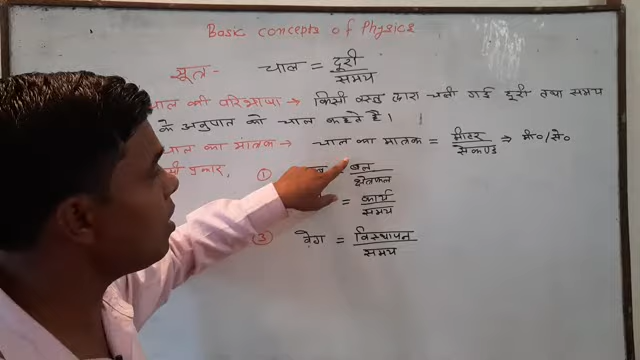 Basic concepts of Physics
सूत्र - चाल = दूरी / समय
चाल की परिभाषा → किसी वस्तु द्वारा चली गई दूरी तथा समय
के अनुपात को चाल कहते है।
चाल का मात्रक → चाल का मात्रक = मीटर / सेकण्ड ⇒ मी०/से०
प्रकार,
① = बल / क्षेत्रफल
= कार्य / समय
③ वेग = विस्थापन / समय